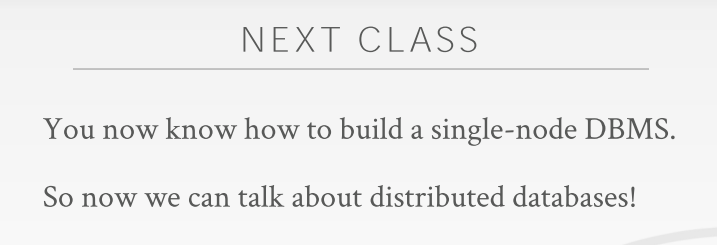 NEXT CLASS
You now know how to build a single-node DBMS.
So now we can talk about distributed databases!